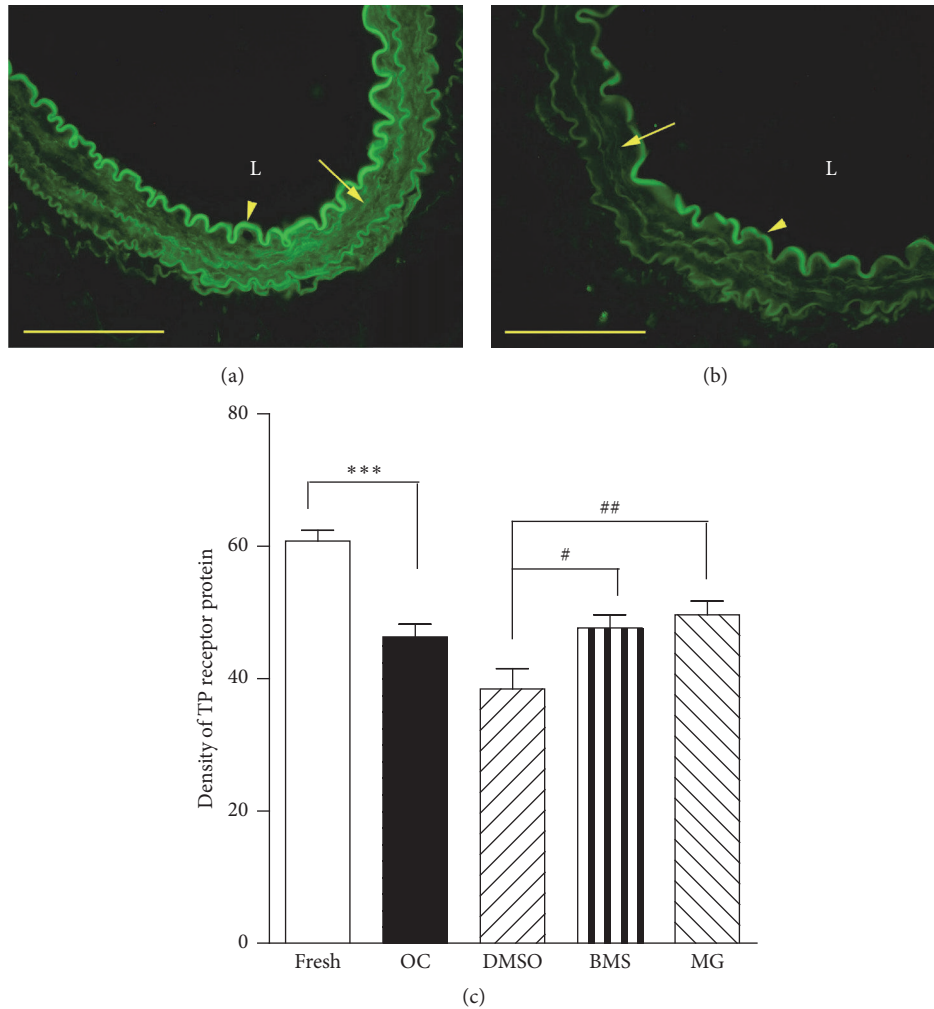 L
L
(a)
(b)
80
60
40
20
0
Density of TP receptor protein
***
##
#
Fresh OC DMSO BMS MG
(c)